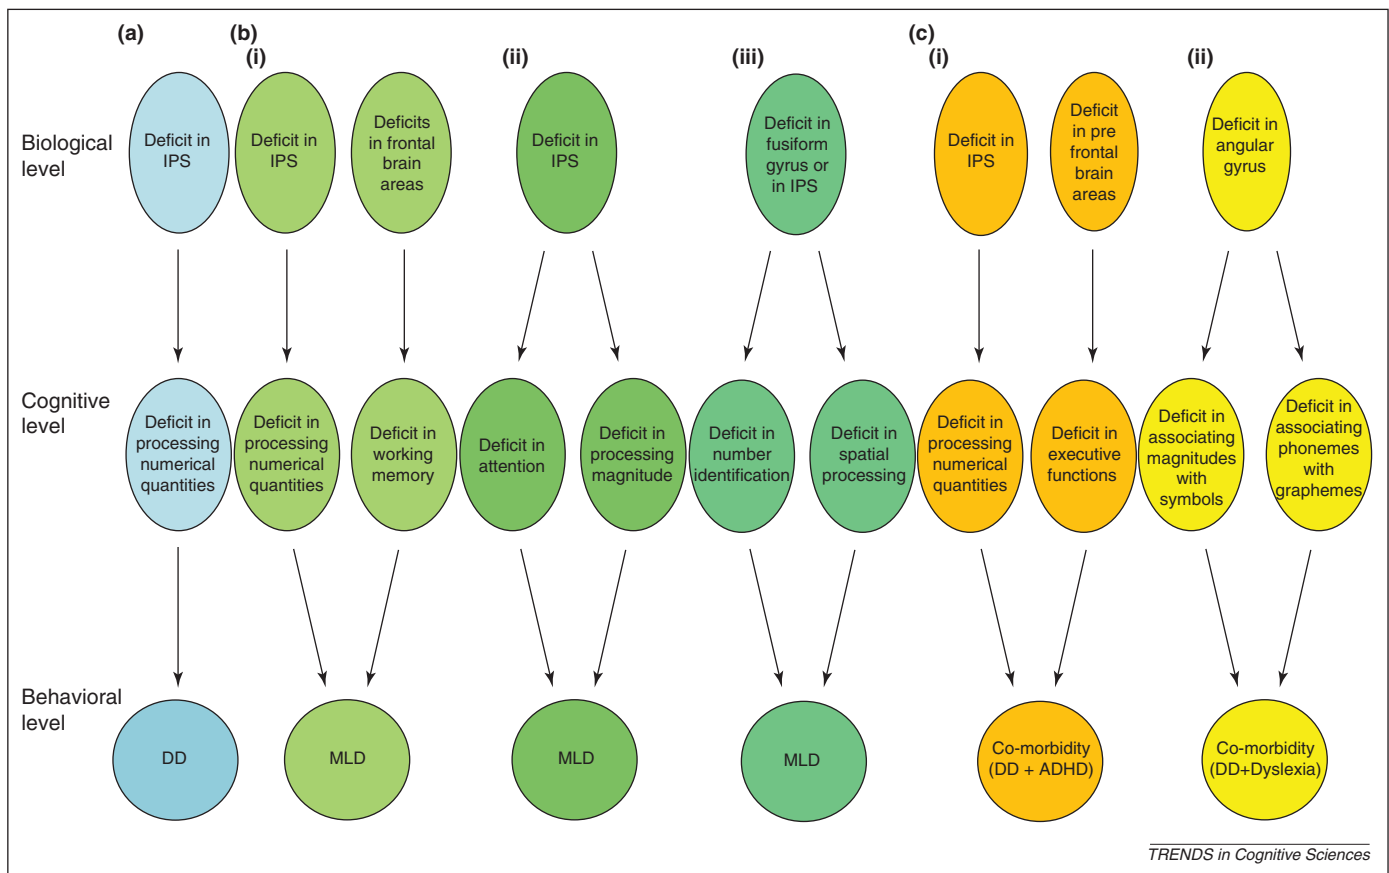 (a)
(b)
(i)
(ii)
(iii)
(c)
(i)
(ii)
Biological
level
Deficit in
IPS
Deficit in
IPS
Deficits
in frontal
brain
areas
Deficit in
IPS
Deficit in
fusiform
gyrus or
in IPS
Deficit in
IPS
Deficit
in pre
frontal
brain
areas
Deficit in
angular
gyrus
Cognitive
level
Deficit in
processing
numerical
quantities
Deficit in
processing
numerical
quantities
Deficit in
working
memory
Deficit in
attention
Deficit in
processing
magnitude
Deficit in
number
identification
Deficit in
spatial
processing
Deficit in
processing
numerical
quantities
Deficit in
executive
functions
Deficit in
associating
magnitudes
with
symbols
Deficit in
associating
phonemes
with
graphemes
Behavioral
level
DD
MLD
MLD
MLD
Co-morbidity
(DD + ADHD)
Co-morbidity
(DD+Dyslexia)
TRENDS in Cognitive Sciences